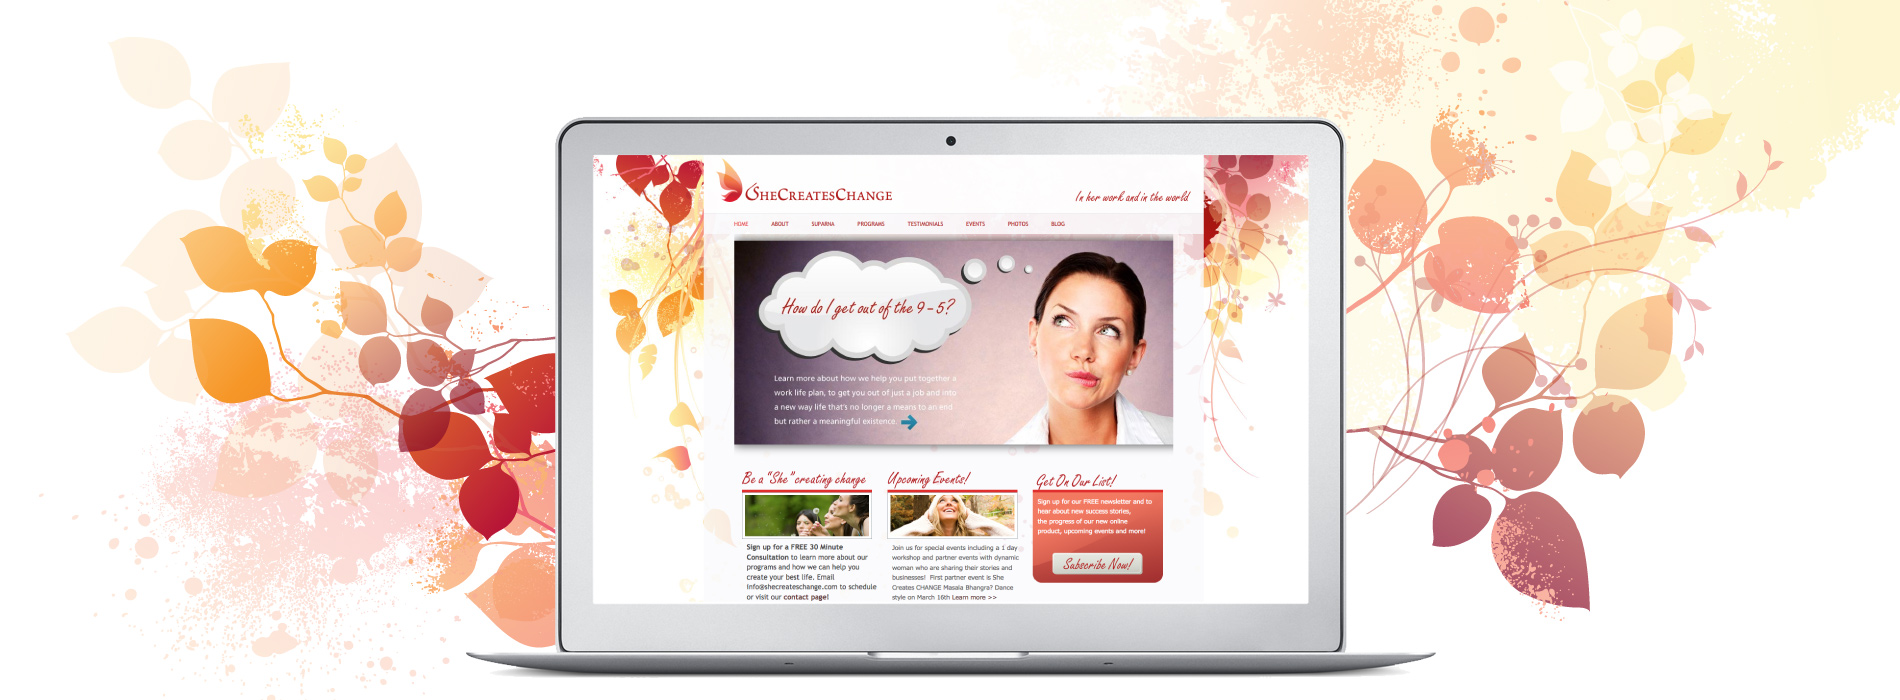 SHECREATESCHANGE
In her work and in the world
HOME ABOUT SUPARNA PROGRAMS TESTIMONIALS EVENTS PHOTOS BLOG
How do I get out of the 9 - 5?
Learn more about how we help you put together a
work life plan, to get you out of just a job and into
a new way life that's no longer a means to an end
but rather a meaningful existence.
Be a "She" creating change
Sign up for a FREE 30 Minute
Consultation to learn more about our
programs and how we can help you
create your best life. Email
info@shecreateschange.com to schedule
or visit our contact page!
Upcoming Events!
Join us for special events including a 1 day
workshop and partner events with dynamic
woman who are sharing their stories and
businesses! First partner event is She
Creates CHANGE Masala Bhangra? Dance
style on March 16th Learn more >>
Get On Our List!
Sign up for our FREE newsletter and to
hear about new success stories,
the progress of our new online
product, upcoming events and more!
Subscribe Now!